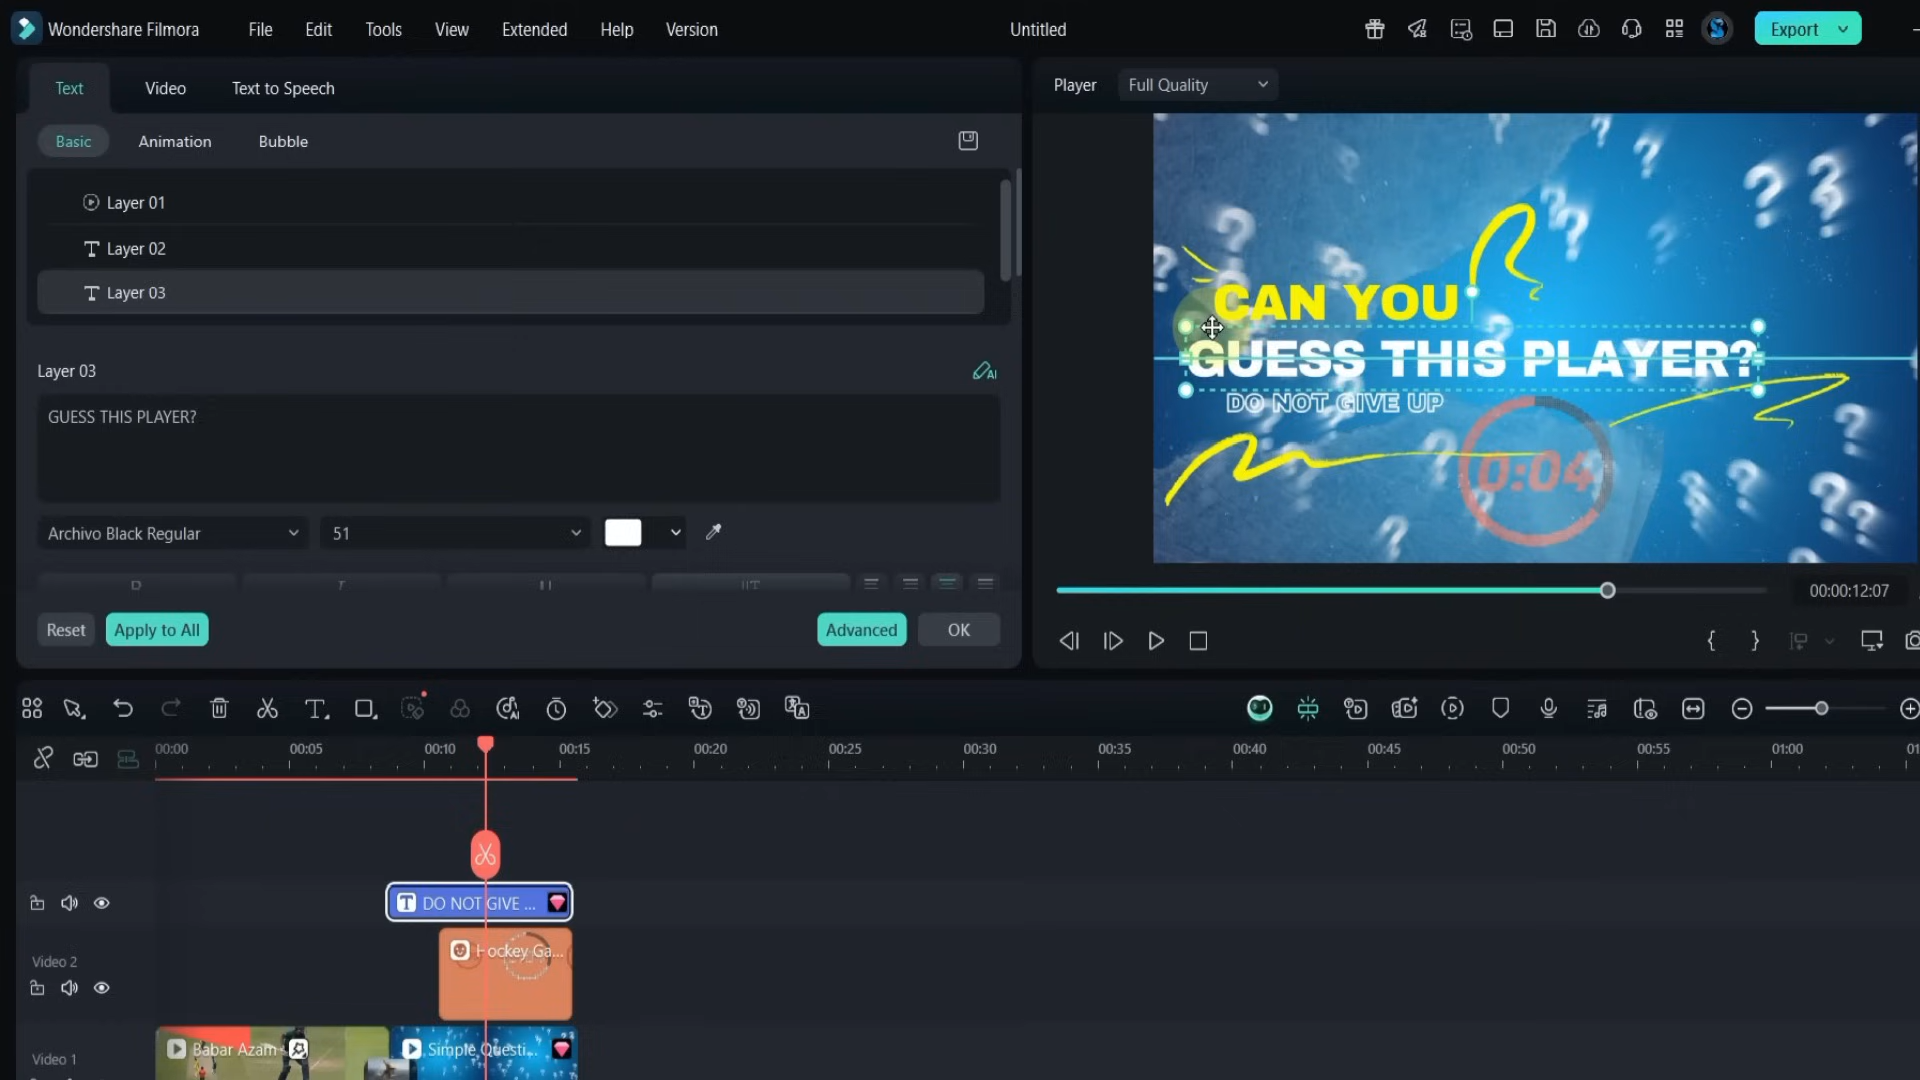 Wondershare Filmora
File
Edit
Tools
View
Extended
Help
Version
Untitled
Export
Text
Video
Text to Speech
Player
Full Quality
Basic
Animation
Bubble
Layer 01
Layer 02
Layer 03
Layer 03
GUESS THIS PLAYER?
Archivo Black Regular
51
Reset
Apply to All
Advanced
OK
CAN YOU
GUESS THIS PLAYER?
DO NOT GIVE UP
0:04
00:00:12:07
00:00
00:05
00:10
00:15
00:20
00:25
00:30
00:35
00:40
00:45
00:50
00:55
01:00
DO NOT GIVE ...
Video 2
Hockey Ga...
Video 1
Babar Azam
Simple Questi...